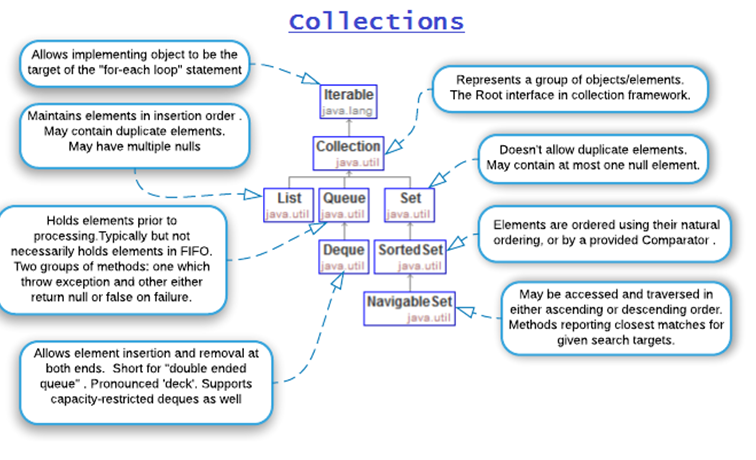 Collections
Allows implementing object to be the
target of the "for-each loop" statement
Iterable
java.lang
Represents a group of objects/elements.
The Root interface in collection framework.
Maintains elements in insertion order .
May contain duplicate elements.
May have multiple nulls
Collection
java.util
Doesn't allow duplicate elements.
May contain at most one null element.
List
java.util
Queue
java.util
Set
java.util
Holds elements prior to
processing.Typically but not
necessarily holds elements in FIFO.
Two groups of methods: one which
throw exception and other either
return null or false on failure.
Deque
java.util
SortedSet
java.util
Elements are ordered using their natural
ordering, or by a provided Comparator .
NavigableSet
java.util
May be accessed and traversed in
either ascending or descending order.
Methods reporting closest matches for
given search targets.
Allows element insertion and removal at
both ends.  Short for "double ended
queue" . Pronounced 'deck'. Supports
capacity-restricted deques as well